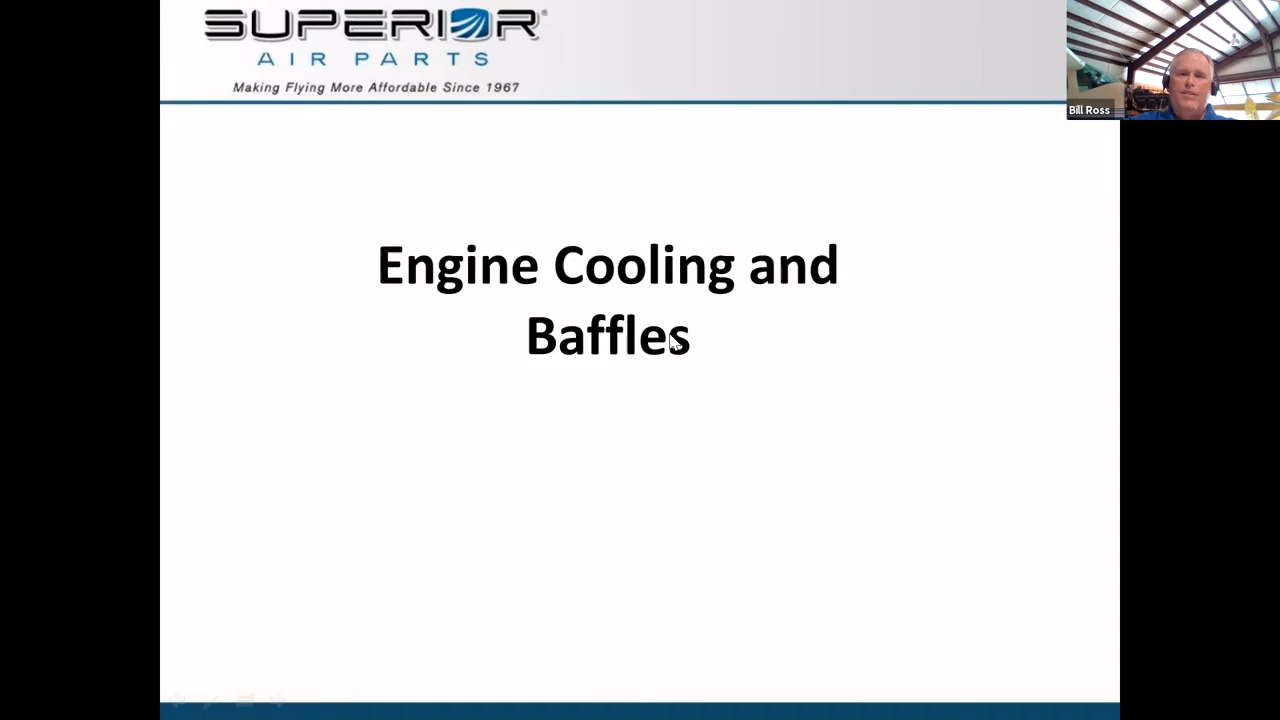 SUPERIOR®
AIR PARTS
Making Flying More Affordable Since 1967
Bill Ross
Engine Cooling and
Baffles